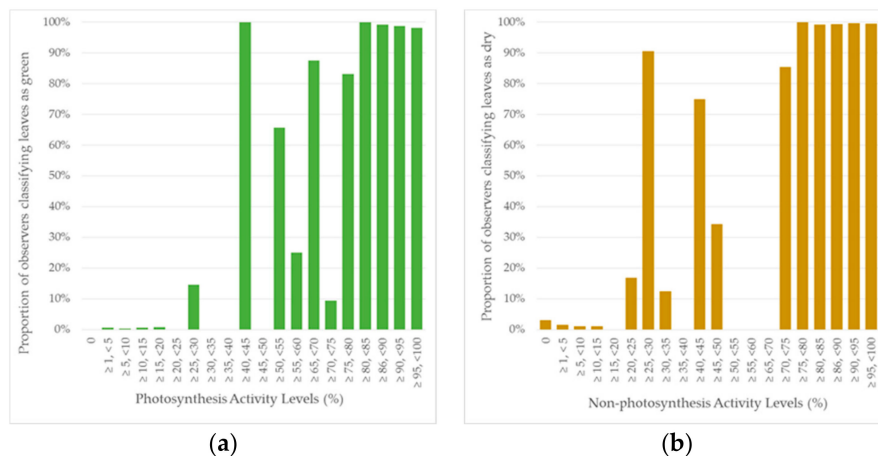 Proportion of observers classifying leaves as green
100%
90%
80%
70%
60%
50%
40%
30%
20%
10%
0%
0
≥ 1, < 5
≥ 5, <10
≥ 10, <15
≥ 15, <20
≥ 20, <25
≥ 25, <30
≥ 30, <35
≥ 35, <40
≥ 40, <45
≥ 45, <50
≥ 50, <55
≥ 55, <60
≥ 65, <70
≥ 70, <75
≥ 75, <80
≥ 80, <85
≥ 86, <90
≥ 90, <95
≥ 95, <100
Photosynthesis Activity Levels (%)
(a)
Proportion of observers classifying leaves as dry
100%
90%
80%
70%
60%
50%
40%
30%
20%
10%
0%
0
≥ 1, < 5
≥ 5, <10
≥ 10, <15
≥ 15, <20
≥ 20, <25
≥ 25, <30
≥ 30, <35
≥ 35, <40
≥ 40, <45
≥ 45, <50
≥ 50, <55
≥ 55, <60
≥ 65, <70
≥ 70, <75
≥ 75, <80
≥ 80, <85
≥ 86, <90
≥ 90, <95
≥ 95, <100
Non-photosynthesis Activity Levels (%)
(b)